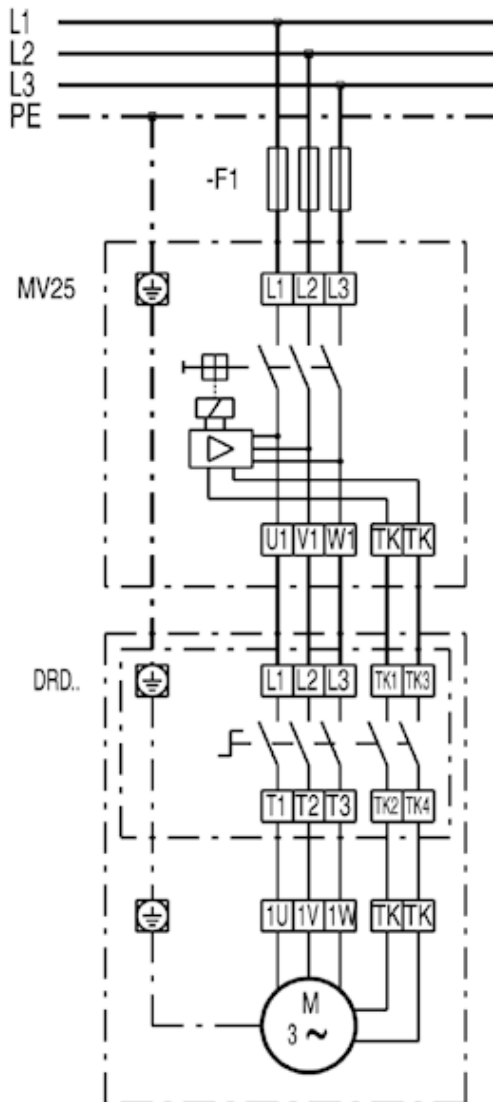 L1
L2
L3
PE
-F1
MV25
L1 L2 L3
U1 V1 W1 TK TK
DRD..
L1 L2 L3 TK1 TK3
T1 T2 T3 TK2 TK4
1U 1V 1W TK TK
M
3 ~